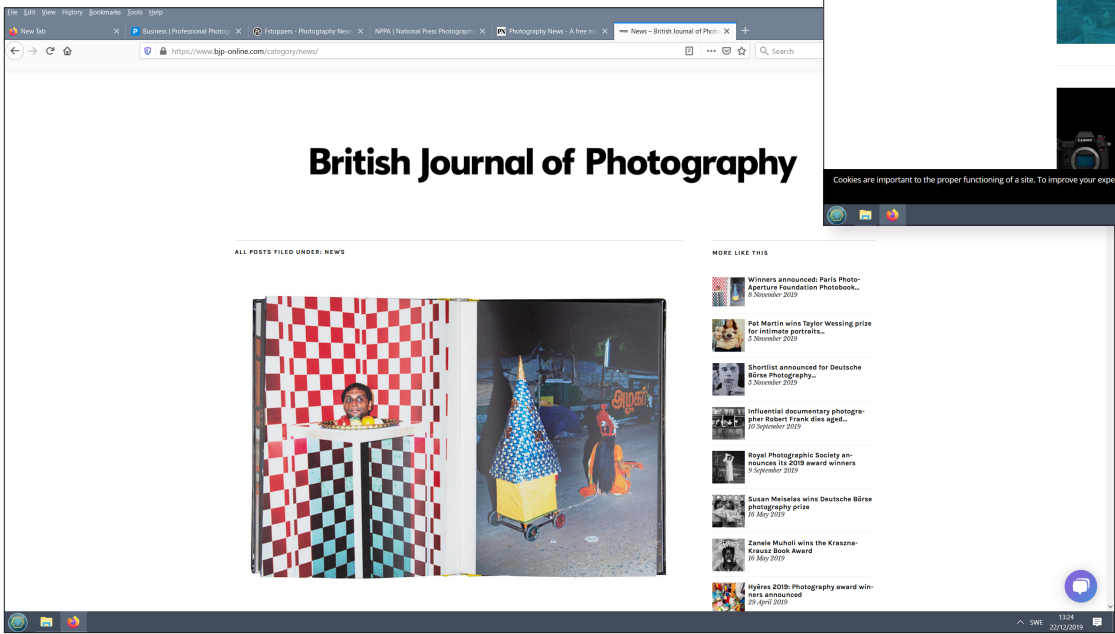 File Edit View History Bookmarks Tools Help
New Tab
Business | Professional Photogr
Fstoppers - Photography News
NPPA | National Press Photographe
PN Photography News - A free mo
News – British Journal of Photo
https://www.bjp-online.com/category/news/
Search
British Journal of Photography
Cookies are important to the proper functioning of a site. To improve your expe
ALL POSTS FILED UNDER: NEWS
MORE LIKE THIS
Winners announced: Paris Photo-
Aperture Foundation Photobook...
8 November 2019
Pat Martin wins Taylor Wessing prize
for intimate portraits...
5 November 2019
Shortlist announced for Deutsche
Börse Photography...
5 November 2019
Influential documentary photogra-
pher Robert Frank dies aged...
10 September 2019
Royal Photographic Society an-
nounces its 2019 award winners
9 September 2019
Susan Meiselas wins Deutsche Börse
photography prize
16 May 2019
Zanele Muholi wins the Kraszna-
Krausz Book Award
16 May 2019
Hyères 2019: Photography award win-
ners announced
29 April 2019
அழகர்
SWE
13:24
22/12/2019